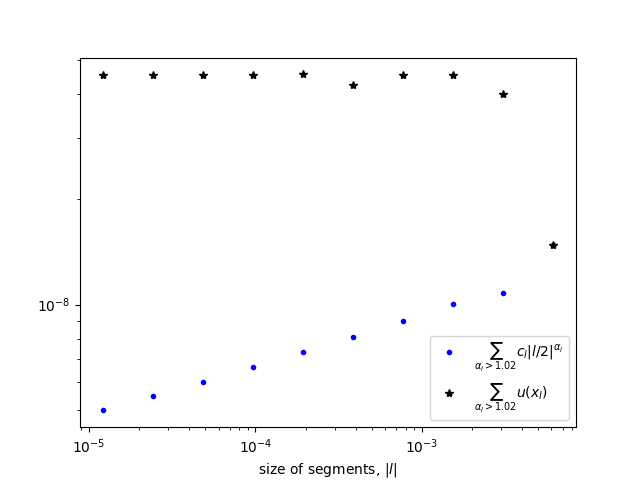 10⁻⁸
10⁻⁵
10⁻⁴
10⁻³
size of segments, |l|
∑_{α_l>1.02} c_l|l/2|^{α_l}
∑_{α_l>1.02} u(x_l)